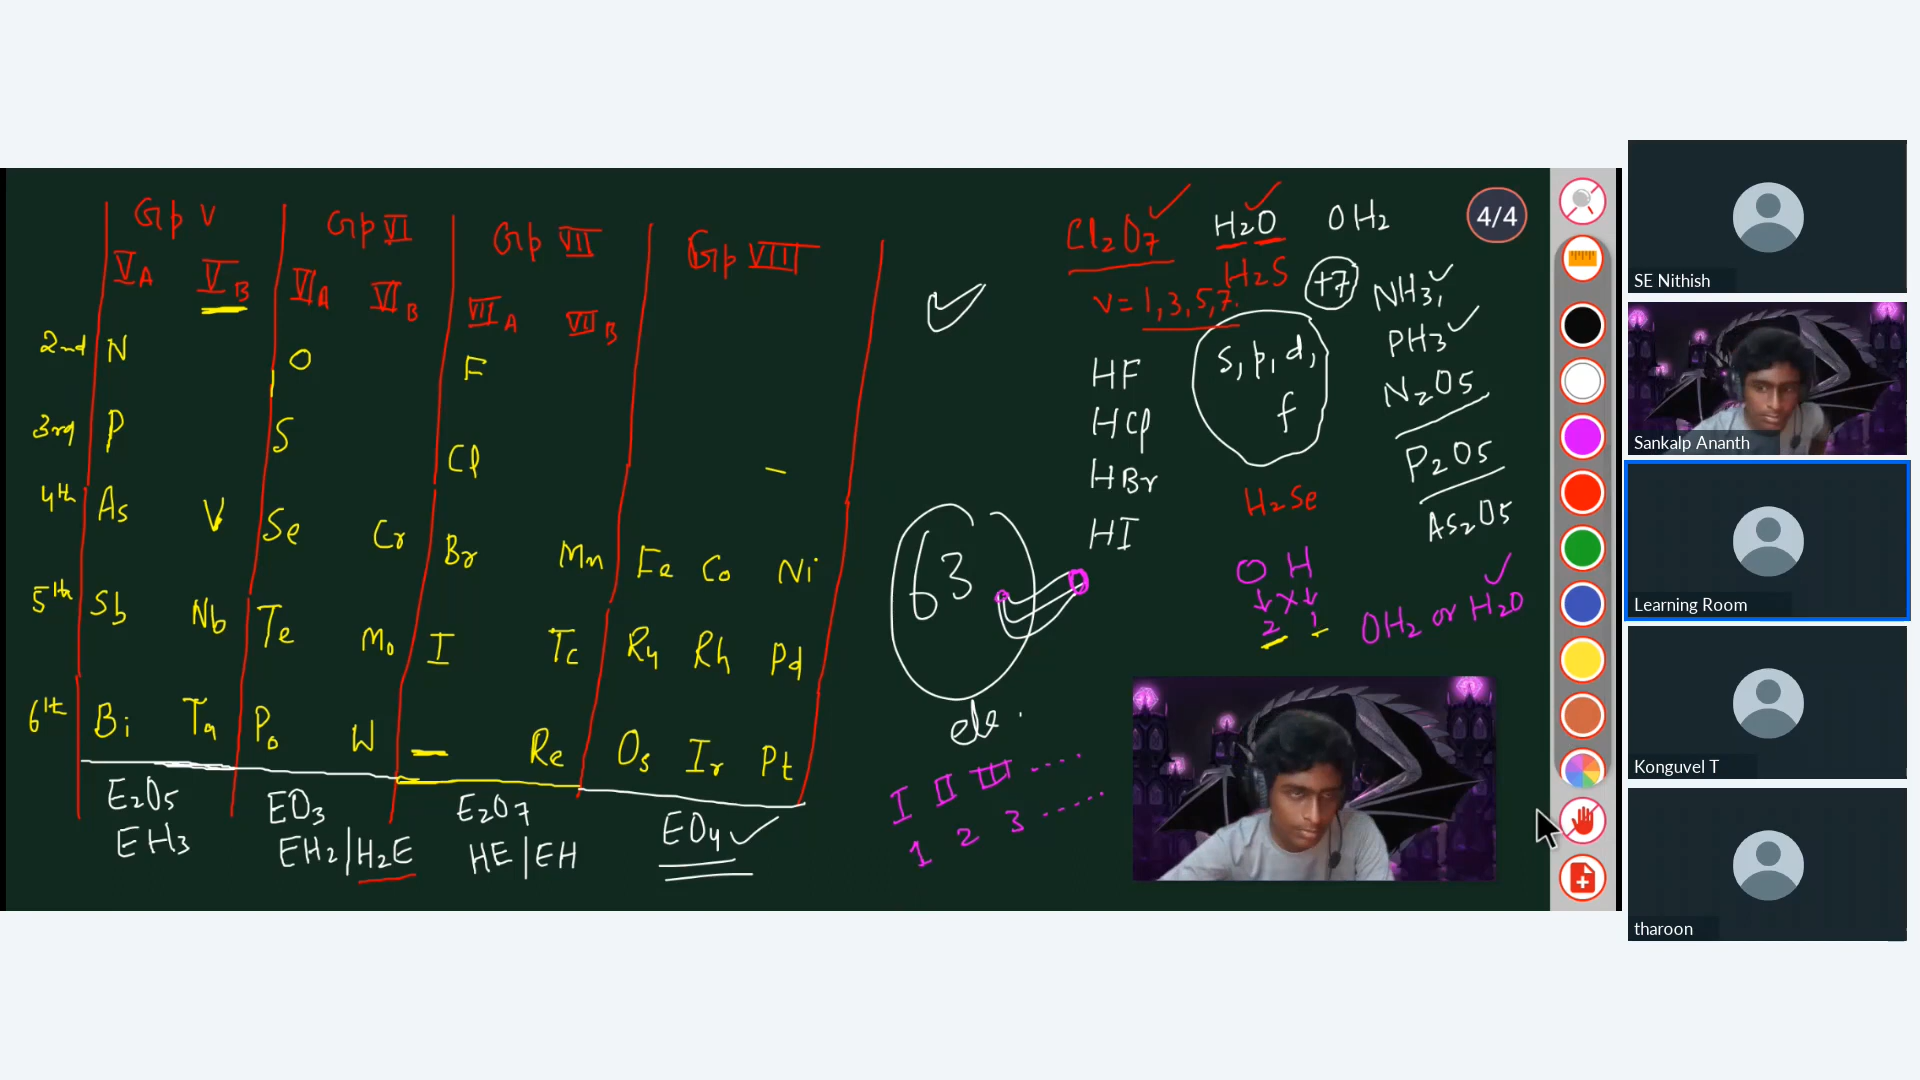 Gp V Gp VI Gp VII Gp VIII
VA VB VIA VIB VIIA VIIB
2nd N O F
3rd P S Cl –
4th As V Se Cr Br Mn Fe Co Ni
5th Sb Nb Te Mo I Tc Ru Rh Pd
6th Bi Ta Po W — Re Os Ir Pt
E2O5 EO3 E2O7 EO4
EH3 EH2/H2E HE/EH
63
ele.
I II III ....
1 2 3 .....
Cl2O7 H2O OH2
H2S
v = 1,3,5,7.
+7
NH3,
PH3
N2O5
P2O5
As2O5
HF
HCl
HBr
HI
s, p, d,
f
H2Se
O H
2 1
OH2 or H2O
4/4
SE Nithish
Sankalp Ananth
Learning Room
Konguvel T
tharoon